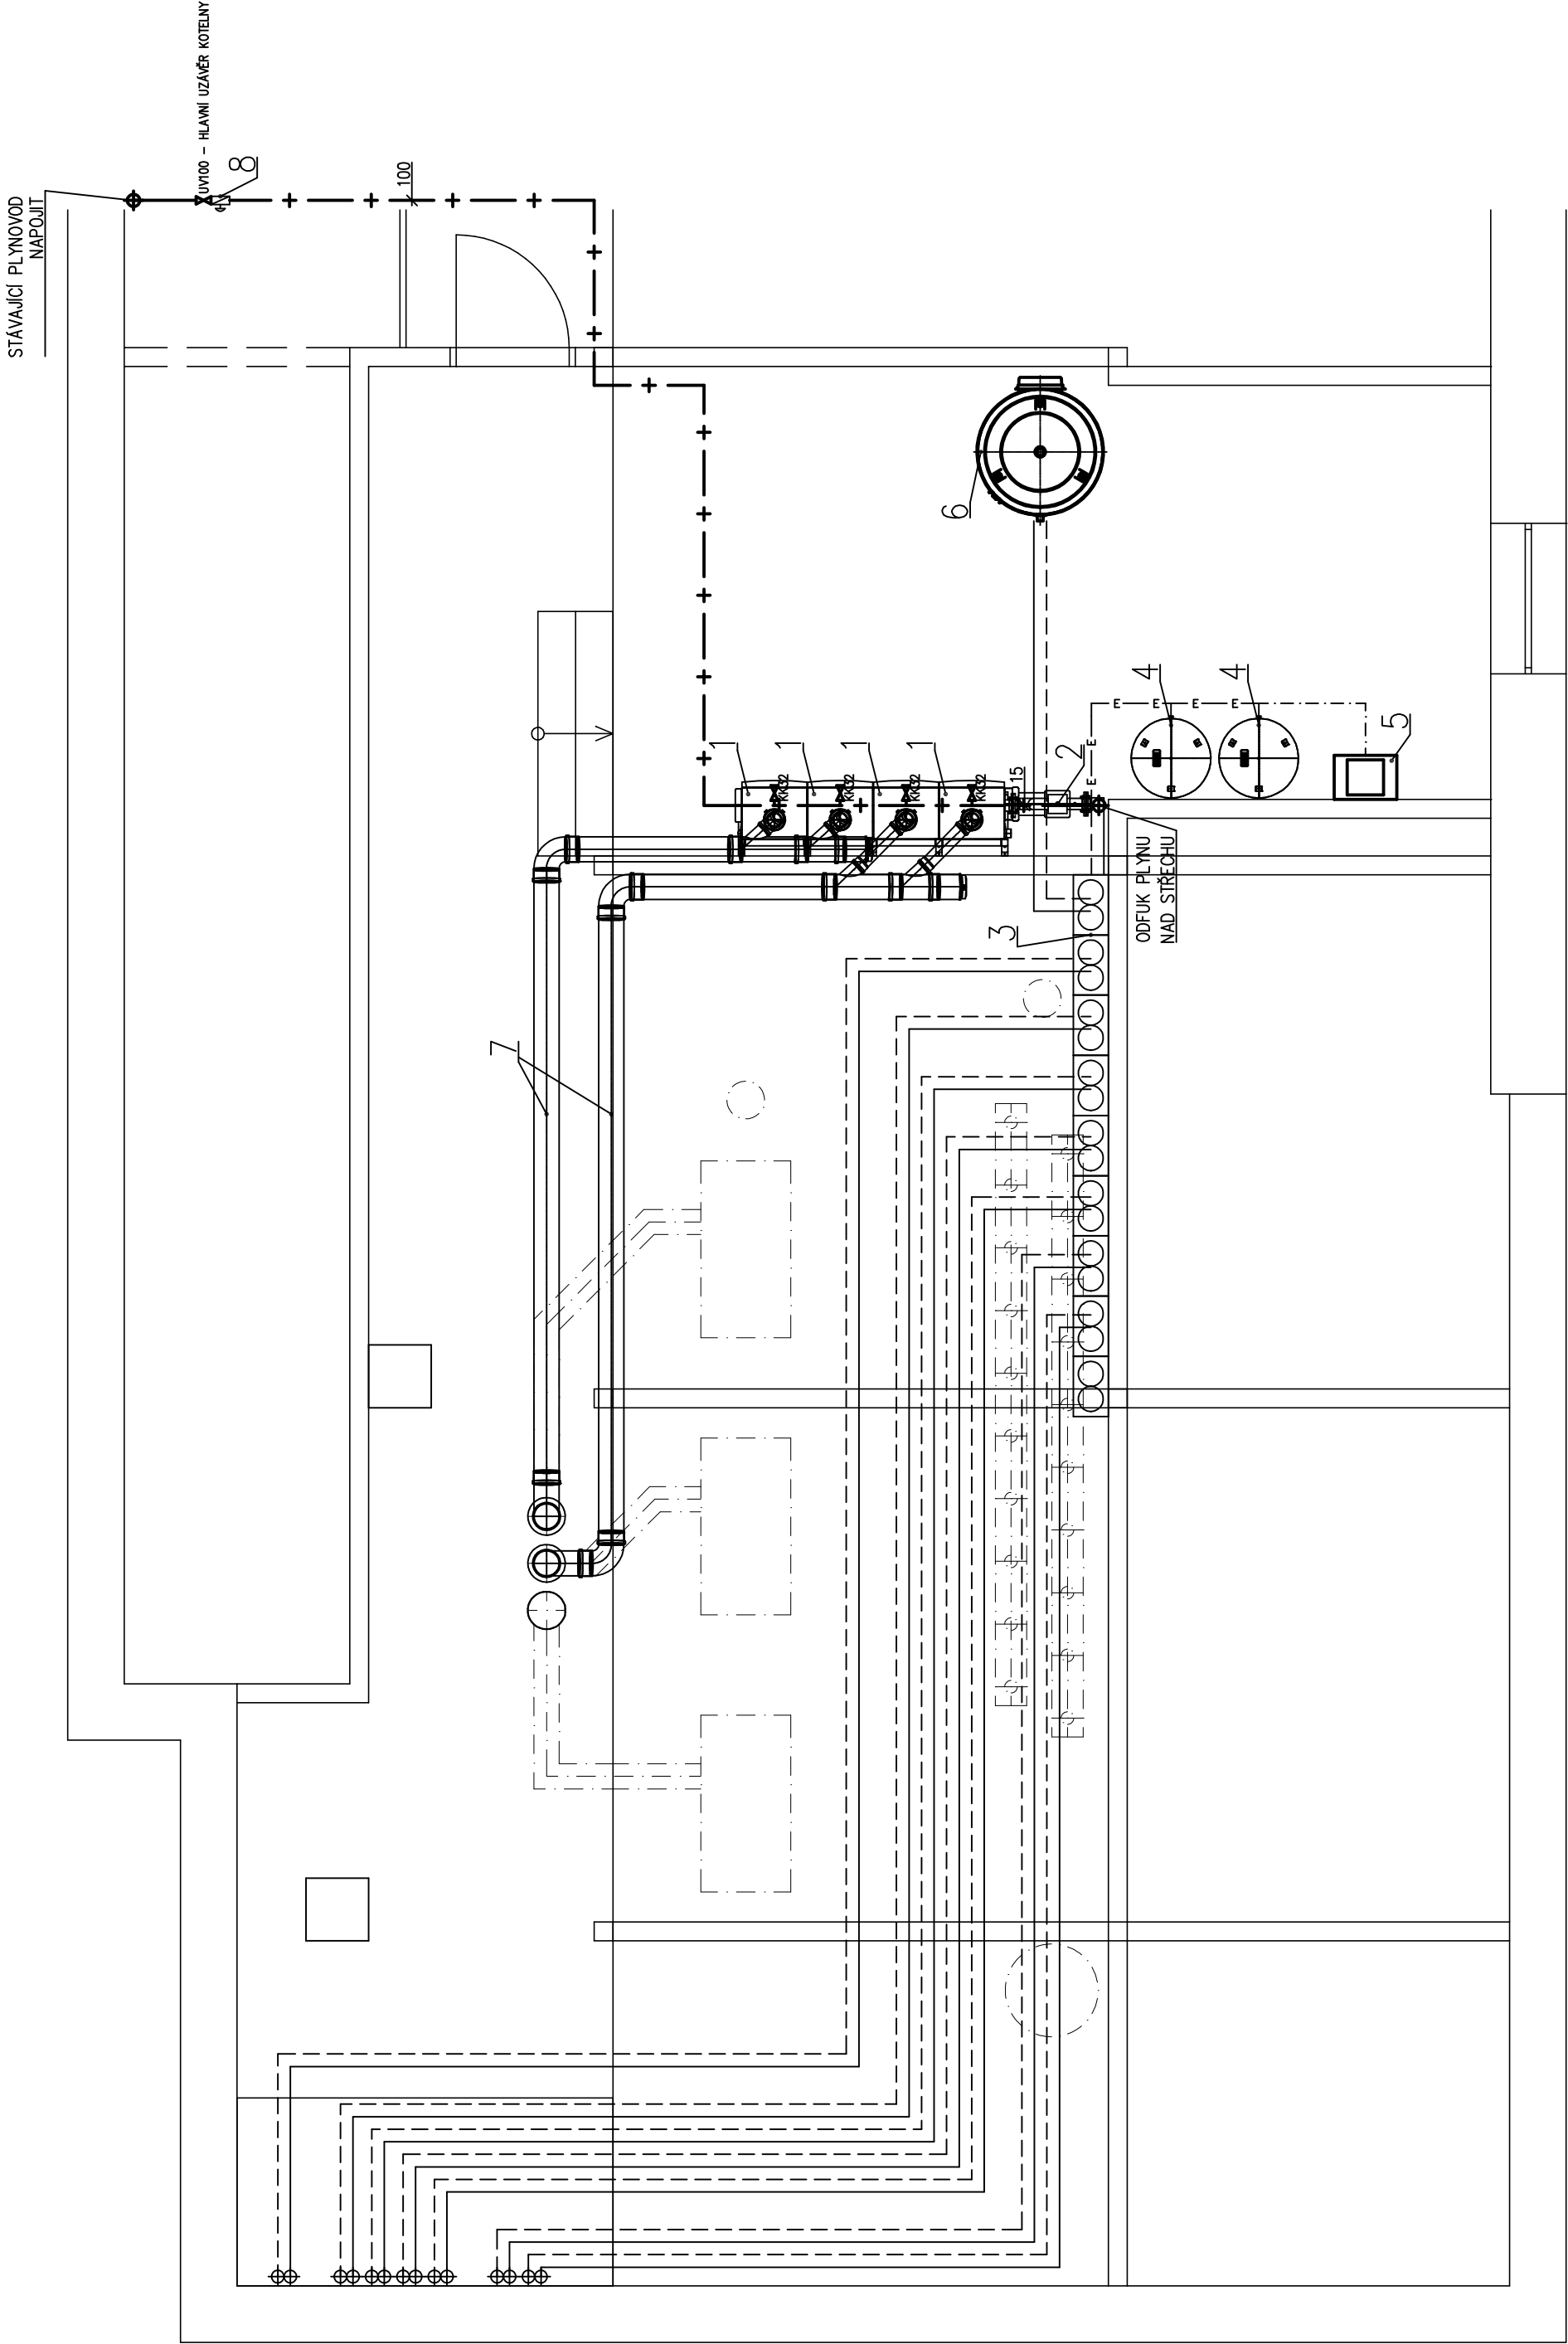 STÁVAJÍCÍ PLYNOVOD
NAPOJIT
UV100 - HLAVNÍ UZÁVĚR KOTELNY
8
100
6
4
4
5
1
1
1
1
KK32
KK32
KK32
KK32
15
2
E
E
E
E
E
E
ODFUK PLYNU
NAD STŘECHU
3
7